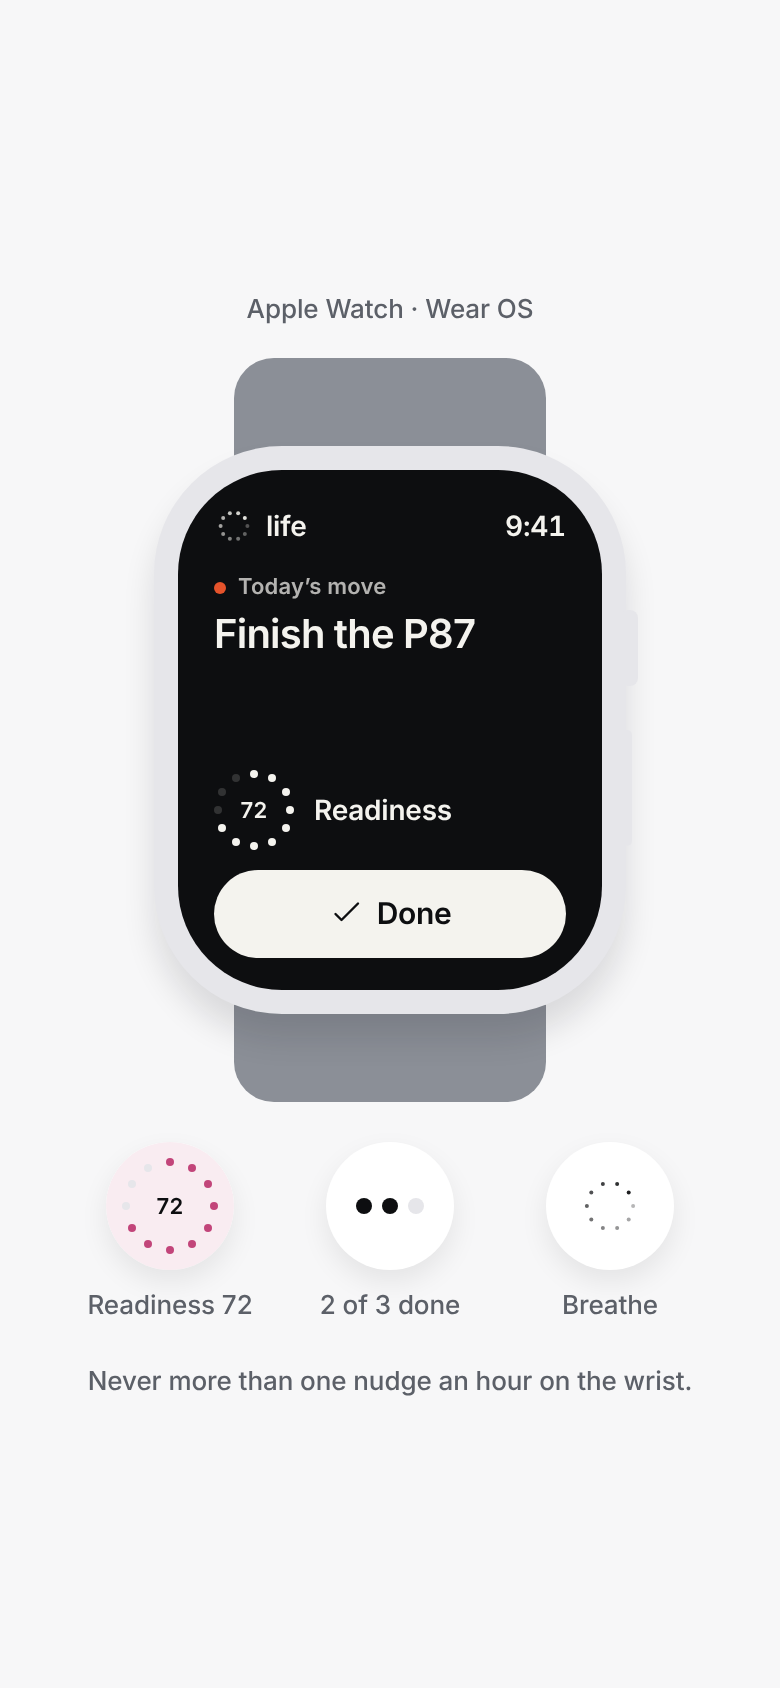 Apple Watch · Wear OS
life 9:41
Today’s move
Finish the P87
72 Readiness
Done
72
Readiness 72 2 of 3 done Breathe
Never more than one nudge an hour on the wrist.